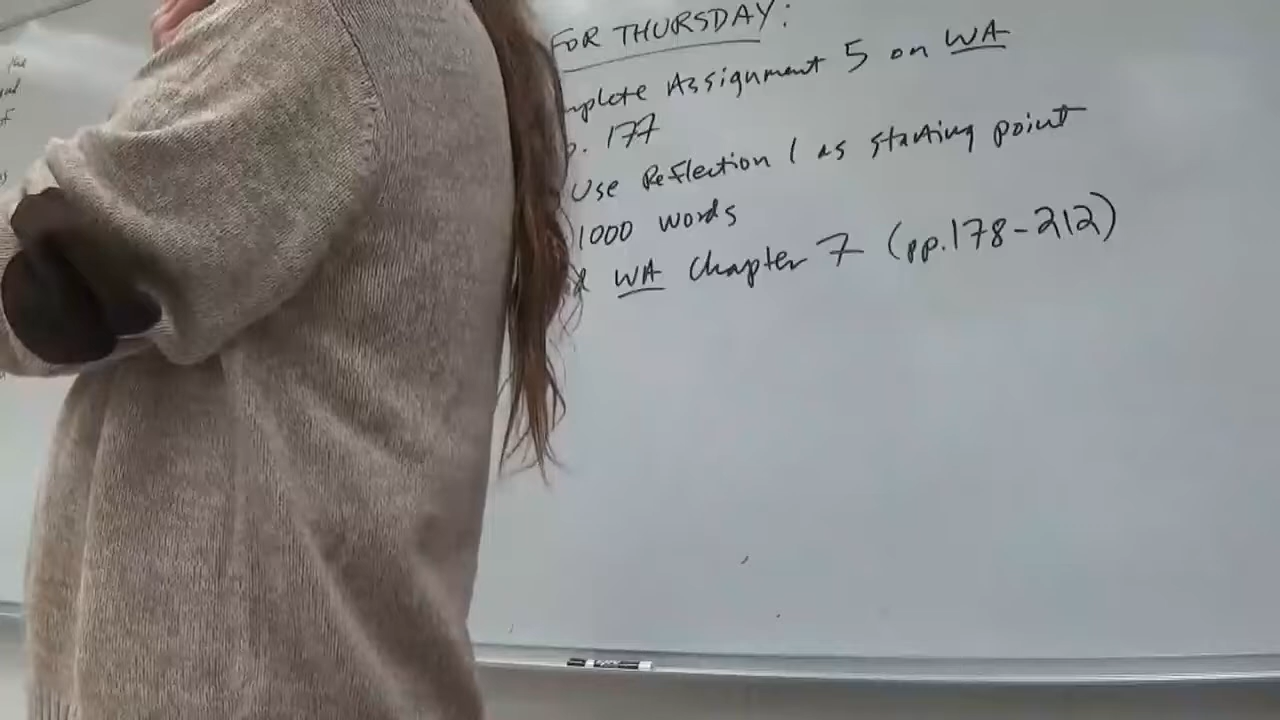 FOR THURSDAY:
mplete Assignment 5 on WA
p. 177
Use Reflection 1 as starting point
1000 words
WA Chapter 7 (pp.178-212)